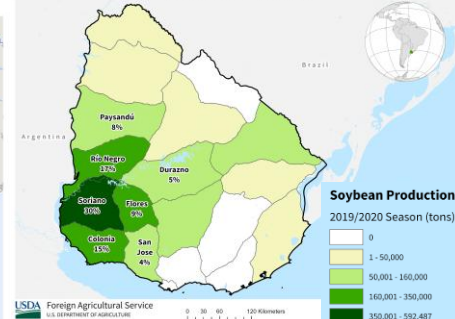 Brazil
Argentina
Paysandú
8%
Rio Negro
17%
Durazno
5%
Soriano
30%
Flores
9%
Colonia
15%
San
Jose
4%
Soybean Production
2019/2020 Season (tons)
0
1 - 50,000
50,001 - 160,000
160,001 - 350,000
350,001 - 592,487
USDA Foreign Agricultural Service
U.S. DEPARTMENT OF AGRICULTURE
0 30 60 120 Kilometers